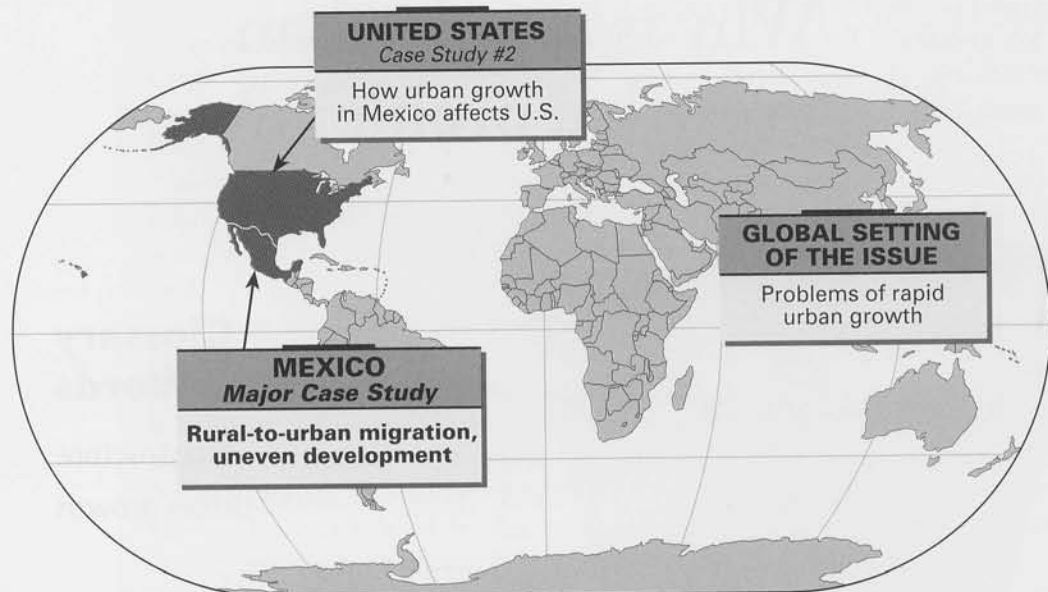 UNITED STATES
Case Study #2
How urban growth
in Mexico affects U.S.
GLOBAL SETTING
OF THE ISSUE
Problems of rapid
urban growth
MEXICO
Major Case Study
Rural-to-urban migration,
uneven development